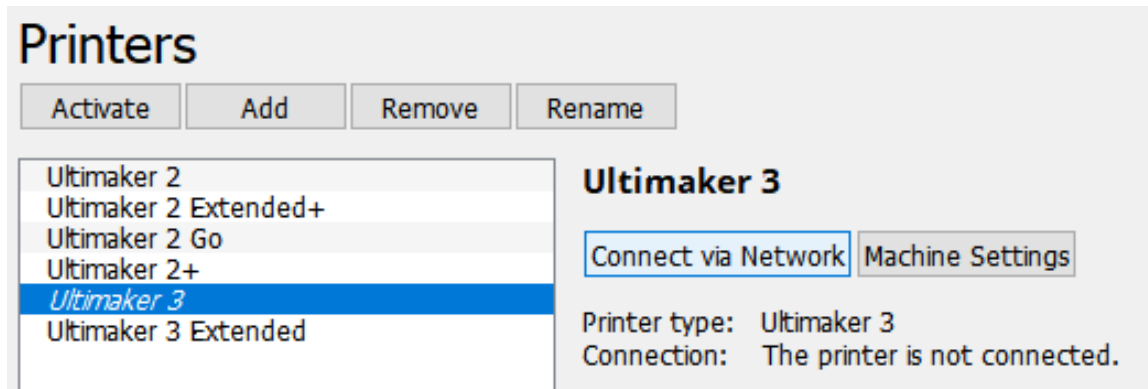 Printers
Activate Add Remove Rename
Ultimaker 2
Ultimaker 2 Extended+
Ultimaker 2 Go
Ultimaker 2+
Ultimaker 3
Ultimaker 3 Extended
Ultimaker 3
Connect via Network Machine Settings
Printer type: Ultimaker 3
Connection: The printer is not connected.